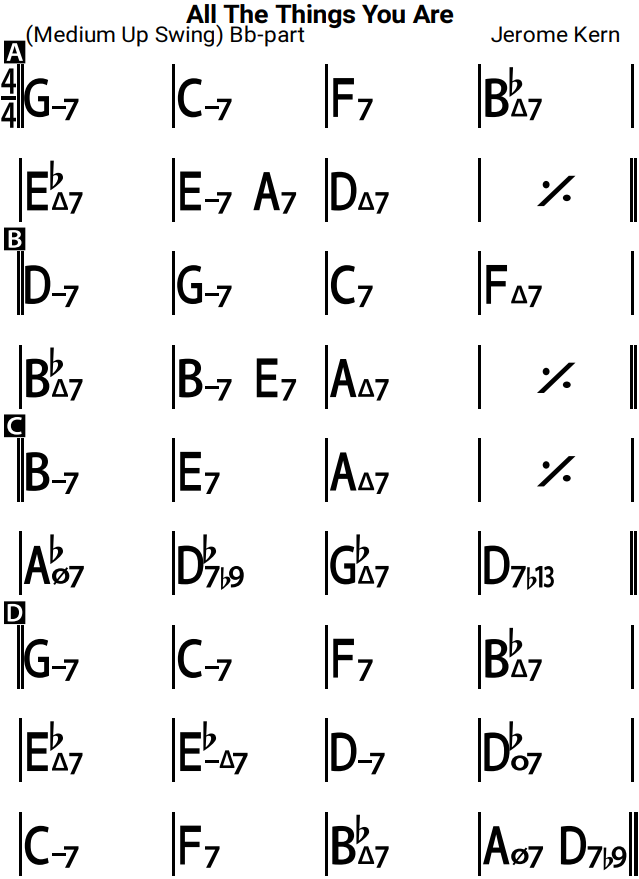 All The Things You Are
(Medium Up Swing) Bb-part Jerome Kern
A
4/4 G–7 C–7 F7 B♭Δ7
E♭Δ7 E–7 A7 DΔ7 𝄎
B
D–7 G–7 C7 FΔ7
B♭Δ7 B–7 E7 AΔ7 𝄎
C
B–7 E7 AΔ7 𝄎
A♭ø7 D♭7♭9 G♭Δ7 D7♭13
D
G–7 C–7 F7 B♭Δ7
E♭Δ7 E♭–Δ7 D–7 D♭o7
C–7 F7 B♭Δ7 Aø7 D7♭9